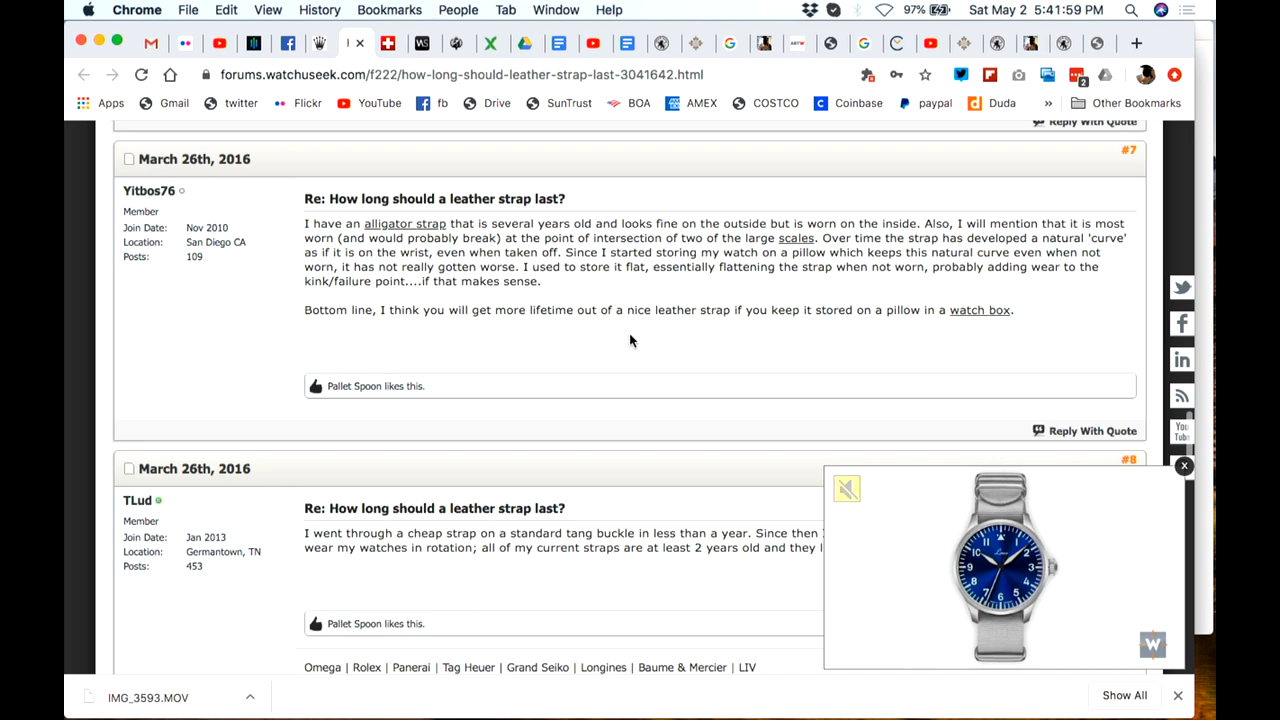 Chrome File Edit View History Bookmarks People Tab Window Help 97% Sat May 2 5:41:59 PM
forums.watchuseek.com/f222/how-long-should-leather-strap-last-3041642.html
2
Apps Gmail twitter Flickr YouTube fb Drive SunTrust BOA AMEX COSTCO Coinbase paypal Duda » Other Bookmarks
Reply With Quote
March 26th, 2016 #7
Yitbos76
Member
Join Date: Nov 2010
Location: San Diego CA
Posts: 109
Re: How long should a leather strap last?
I have an alligator strap that is several years old and looks fine on the outside but is worn on the inside. Also, I will mention that it is most
worn (and would probably break) at the point of intersection of two of the large scales. Over time the strap has developed a natural 'curve'
as if it is on the wrist, even when taken off. Since I started storing my watch on a pillow which keeps this natural curve even when not
worn, it has not really gotten worse. I used to store it flat, essentially flattening the strap when not worn, probably adding wear to the
kink/failure point....if that makes sense.
Bottom line, I think you will get more lifetime out of a nice leather strap if you keep it stored on a pillow in a watch box.
Pallet Spoon likes this.
Reply With Quote
March 26th, 2016 #8
TLud
Member
Join Date: Jan 2013
Location: Germantown, TN
Posts: 453
Re: How long should a leather strap last?
I went through a cheap strap on a standard tang buckle in less than a year. Since then
wear my watches in rotation; all of my current straps are at least 2 years old and they
Pallet Spoon likes this.
Omega | Rolex | Panerai | Tag Heuer | Grand Seiko | Longines | Baume & Mercier | LIV
You
Tube
W
IMG_3593.MOV
Show All